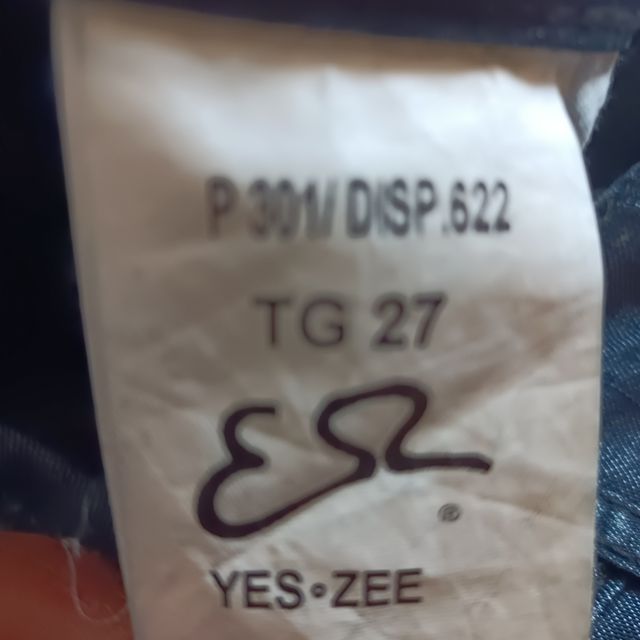 P 301/ DISP.622
TG 27
®
YES•ZEE